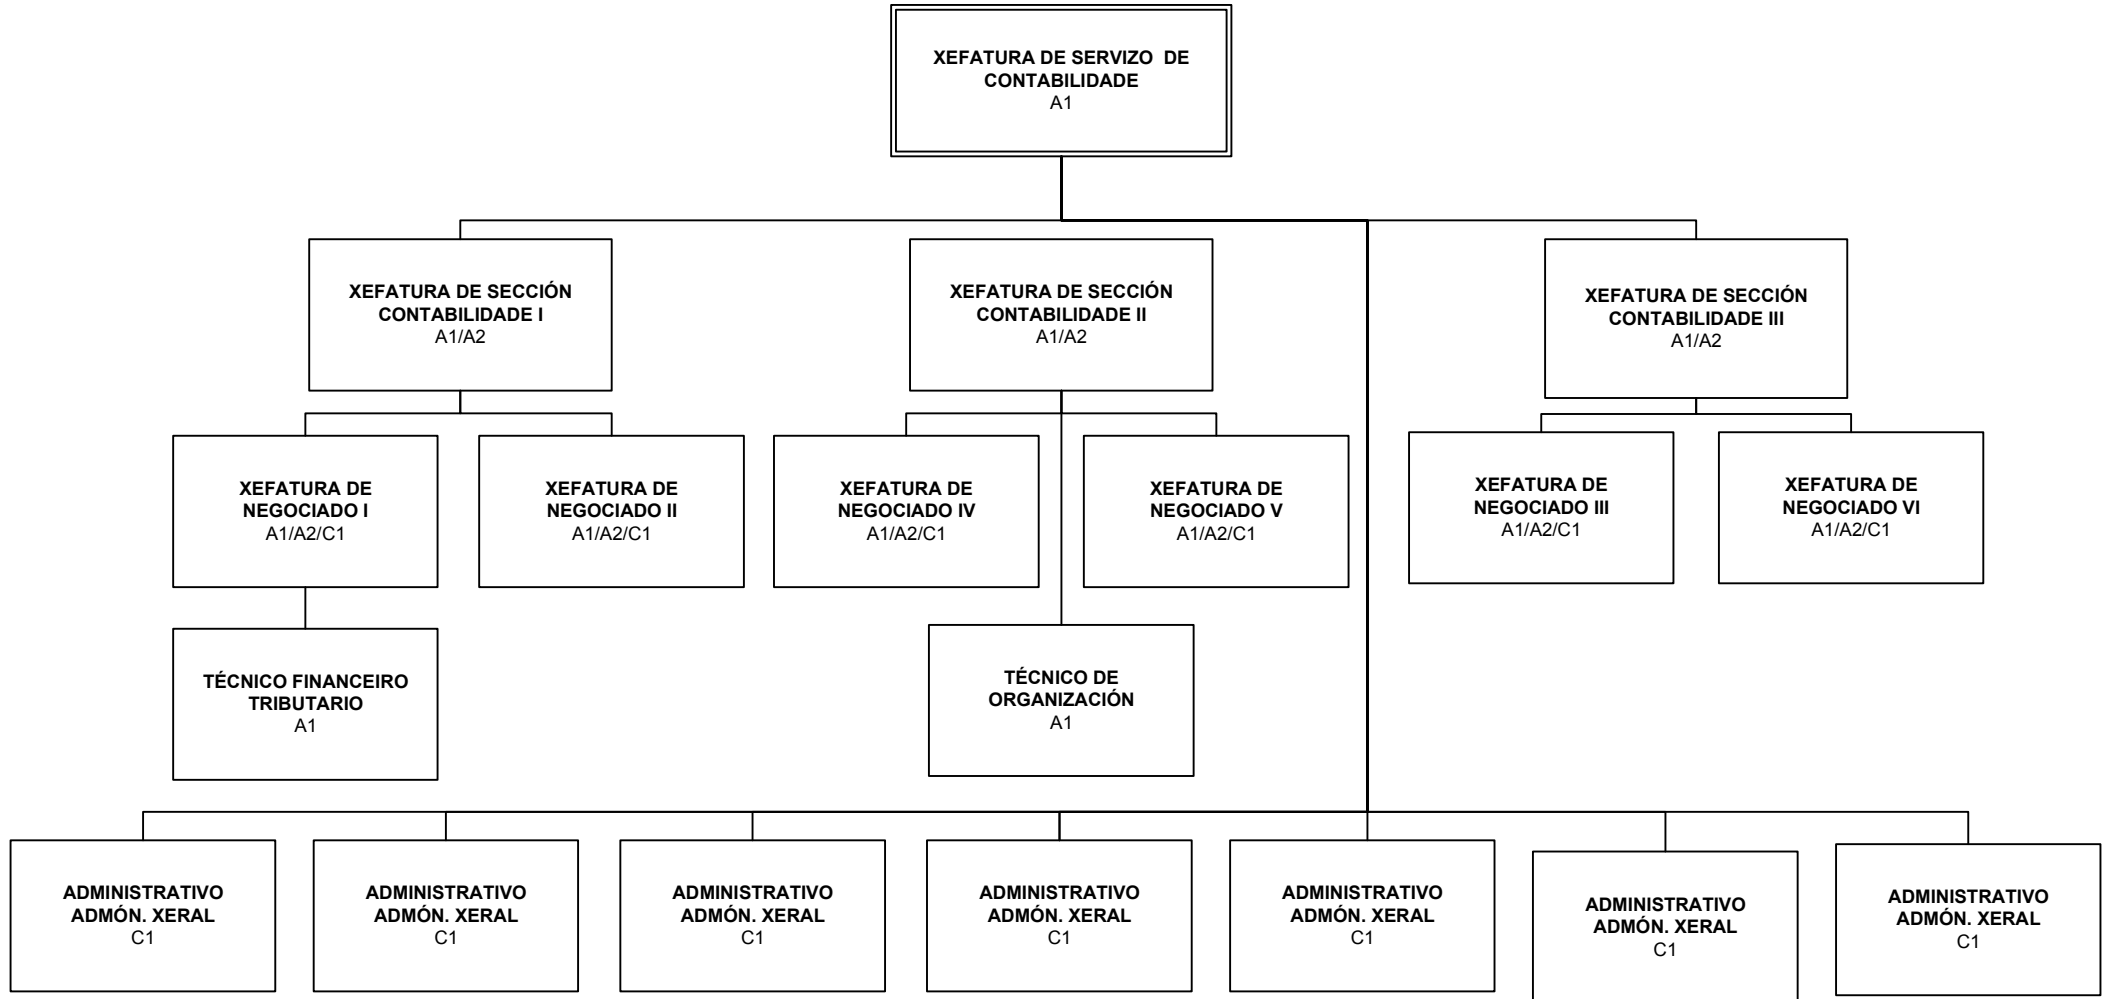 XEFATURA DE SERVIZO DE
CONTABILIDADE
A1
XEFATURA DE SECCIÓN
CONTABILIDADE I
A1/A2
XEFATURA DE SECCIÓN
CONTABILIDADE II
A1/A2
XEFATURA DE SECCIÓN
CONTABILIDADE III
A1/A2
XEFATURA DE
NEGOCIADO I
A1/A2/C1
XEFATURA DE
NEGOCIADO II
A1/A2/C1
XEFATURA DE
NEGOCIADO IV
A1/A2/C1
XEFATURA DE
NEGOCIADO V
A1/A2/C1
XEFATURA DE
NEGOCIADO III
A1/A2/C1
XEFATURA DE
NEGOCIADO VI
A1/A2/C1
TÉCNICO FINANCEIRO
TRIBUTARIO
A1
TÉCNICO DE
ORGANIZACIÓN
A1
ADMINISTRATIVO
ADMÓN. XERAL
C1
ADMINISTRATIVO
ADMÓN. XERAL
C1
ADMINISTRATIVO
ADMÓN. XERAL
C1
ADMINISTRATIVO
ADMÓN. XERAL
C1
ADMINISTRATIVO
ADMÓN. XERAL
C1
ADMINISTRATIVO
ADMÓN. XERAL
C1
ADMINISTRATIVO
ADMÓN. XERAL
C1